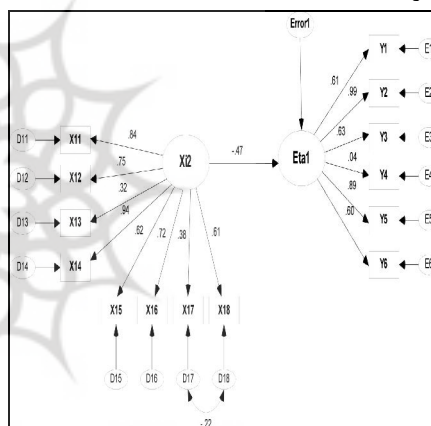 Error1
Y1
E1
.61
Y2
E2
.99
.63
Y3
E3
.04
Y4
E4
.89
Y5
E5
.60
Y6
E6
Eta1
-.47
Xi2
D11
X11
.84
D12
X12
.75
D13
X13
.32
D14
X14
.94
.62
.72
.38
.61
X15
X16
X17
X18
D15
D16
D17
D18
-.22